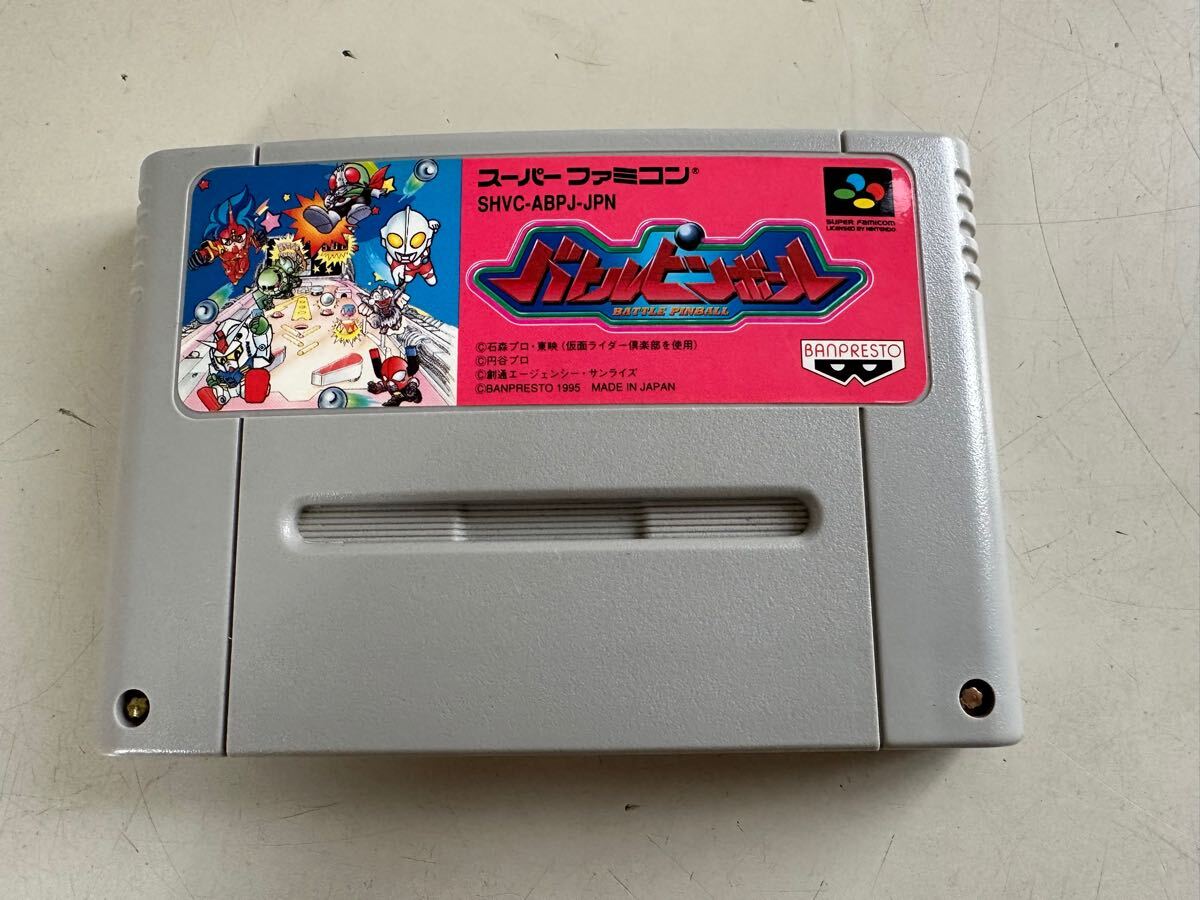 スーパーファミコン®
SHVC-ABPJ-JPN
SUPER FAMICOM
LICENSED BY NINTENDO
バトルピンボール
BATTLE PINBALL
©石森プロ・東映(仮面ライダー倶楽部を使用)
©円谷プロ
©創通エージェンシー・サンライズ
©BANPRESTO 1995 MADE IN JAPAN
BANPRESTO